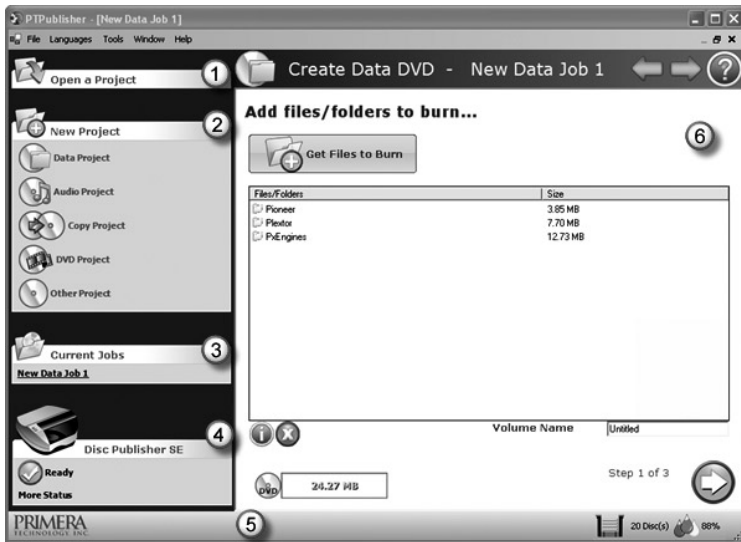 PTPublisher - [New Data Job 1]
File Languages Tools Window Help
Open a Project
1
New Project
2
Data Project
Audio Project
Copy Project
DVD Project
Other Project
Current Jobs
3
New Data Job 1
4
Disc Publisher SE
Ready
More Status
Create Data DVD - New Data Job 1
?
Add files/folders to burn...
6
Get Files to Burn
Files/Folders Size
Pioneer 3.85 MB
Plextor 7.70 MB
PxEngines 12.73 MB
i X
Volume Name Untitled
DVD 24.27 MB
Step 1 of 3
PRIMERA
TECHNOLOGY, INC.
5
20 Disc(s) 88%